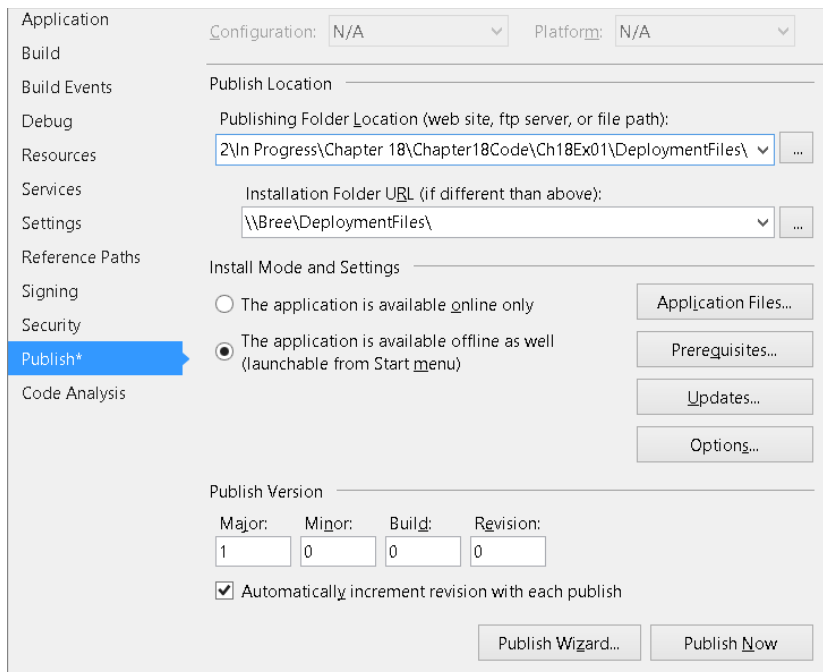 Application
Build
Build Events
Debug
Resources
Services
Settings
Reference Paths
Signing
Security
Publish*
Code Analysis
Configuration: N/A Platform: N/A
Publish Location
Publishing Folder Location (web site, ftp server, or file path):
2\In Progress\Chapter 18\Chapter18Code\Ch18Ex01\DeploymentFiles\ ...
Installation Folder URL (if different than above):
\\Bree\DeploymentFiles\ ...
Install Mode and Settings
The application is available online only
The application is available offline as well
(launchable from Start menu)
Application Files...
Prerequisites...
Updates...
Options...
Publish Version
Major: Minor: Build: Revision:
1 0 0 0
Automatically increment revision with each publish
Publish Wizard... Publish Now